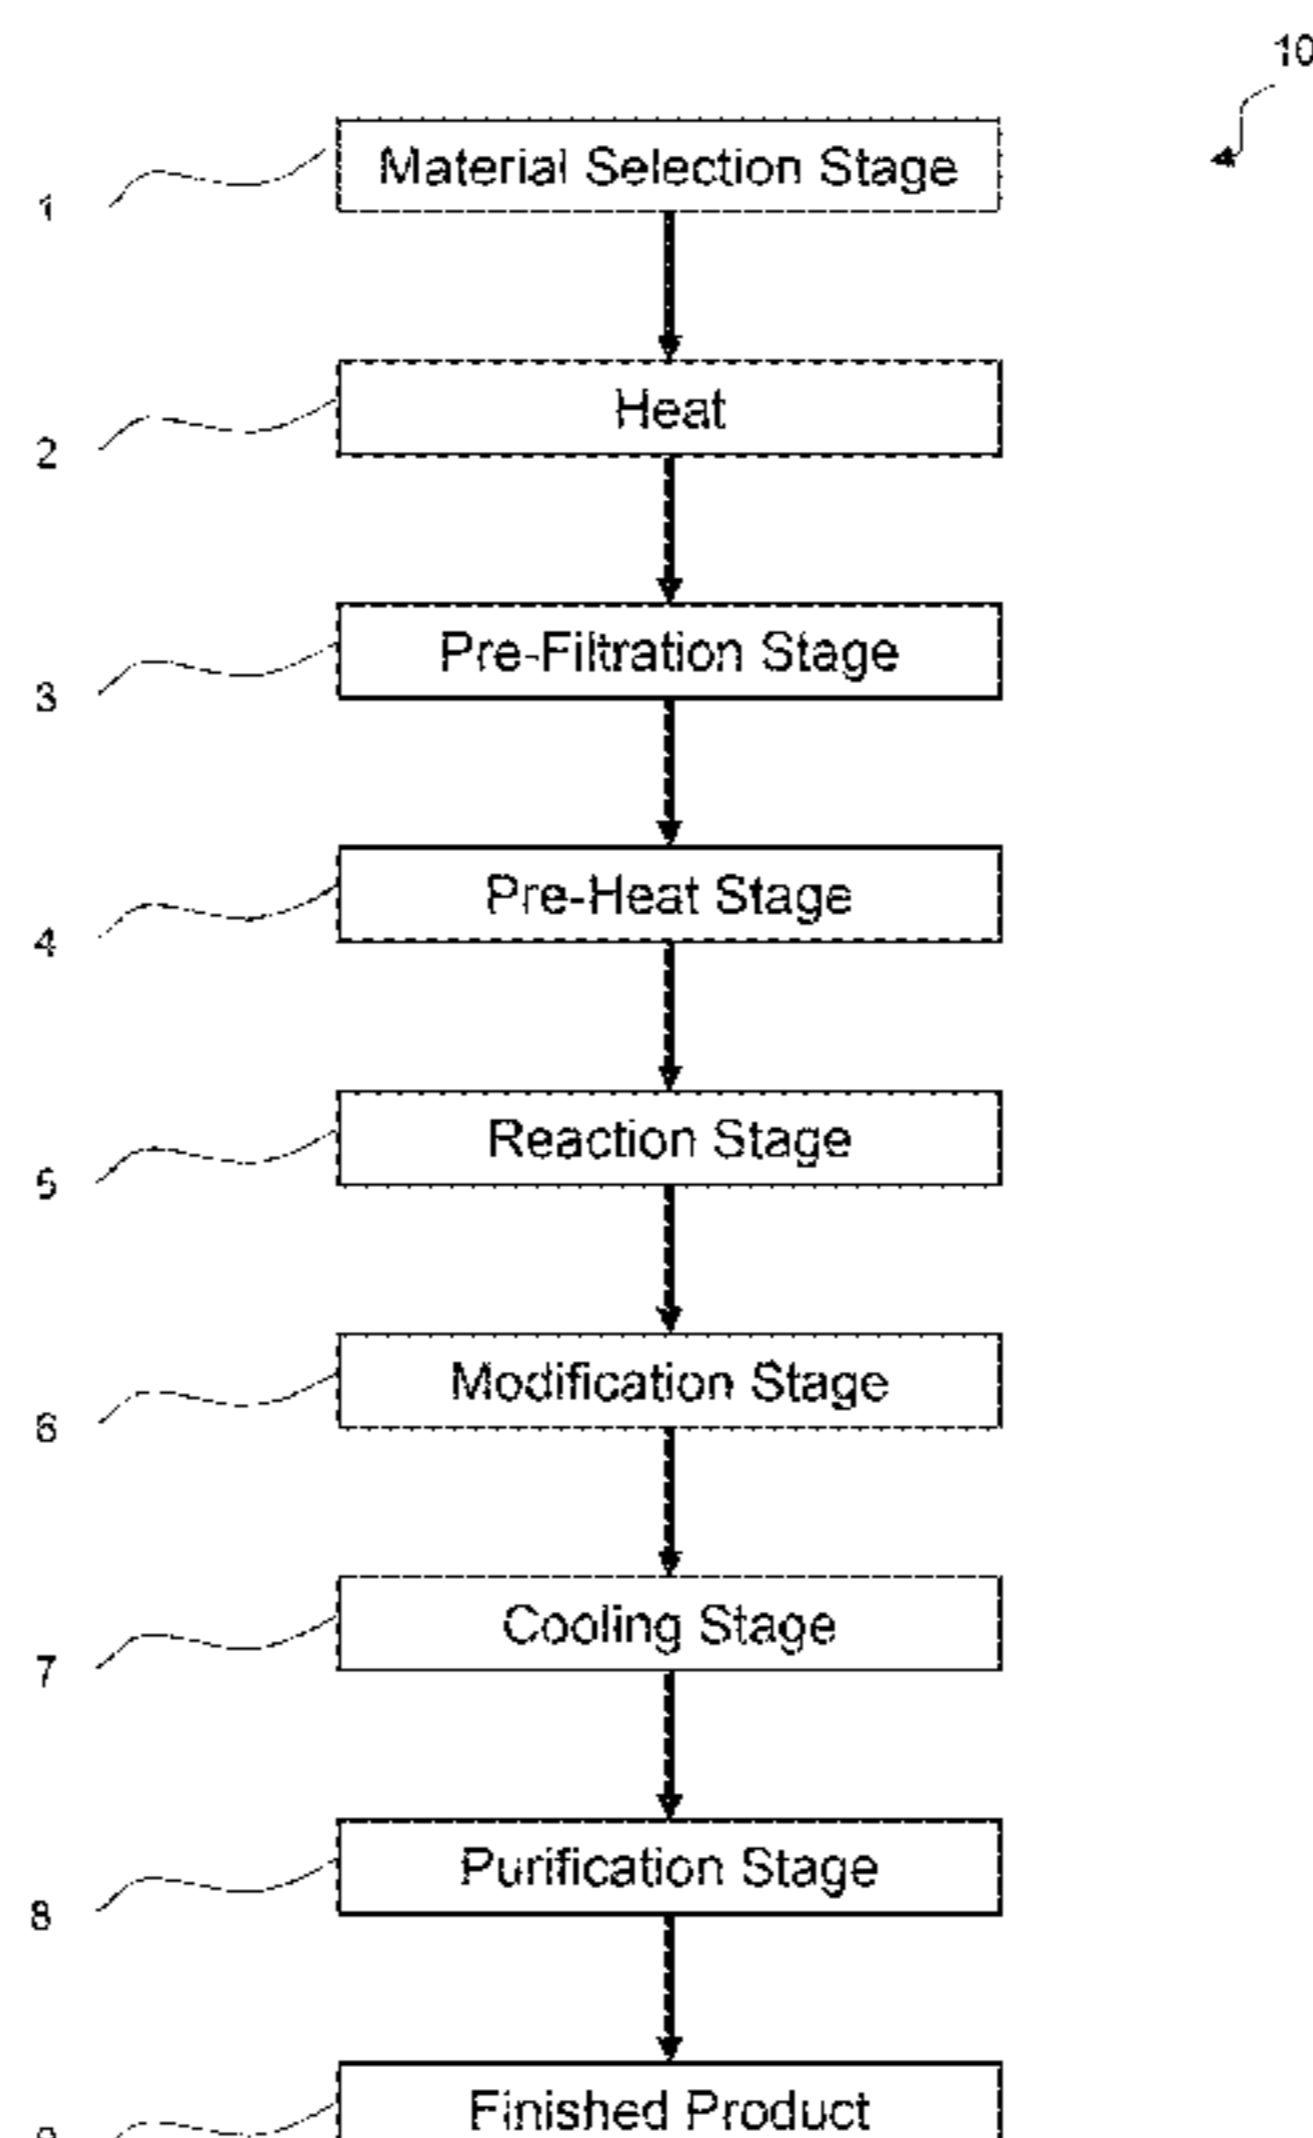 10
Material Selection Stage
1
Heat
2
Pre-Filtration Stage
3
Pre-Heat Stage
4
Reaction Stage
5
Modification Stage
6
Cooling Stage
7
Purification Stage
8
Finished Product